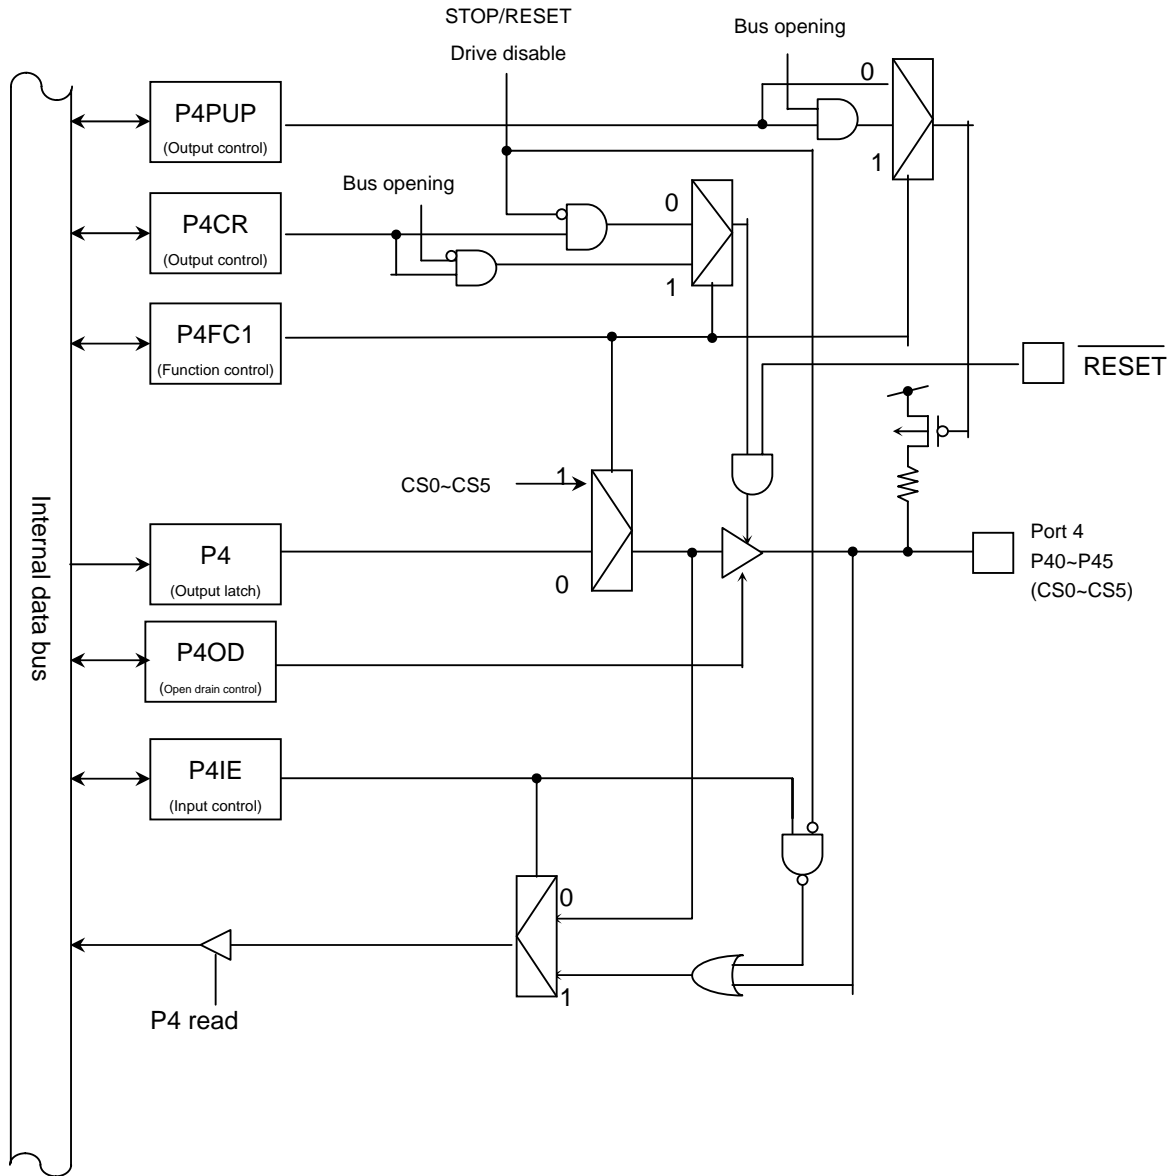 STOP/RESET
Drive disable
Bus opening
0
P4PUP
(Output control)
1
Bus opening
0
P4CR
(Output control)
1
P4FC1
(Function control)
RESET
CS0~CS5
1
Internal data bus
P4
(Output latch)
0
Port 4
P40~P45
(CS0~CS5)
P4OD
(Open drain control)
P4IE
(Input control)
0
1
P4 read